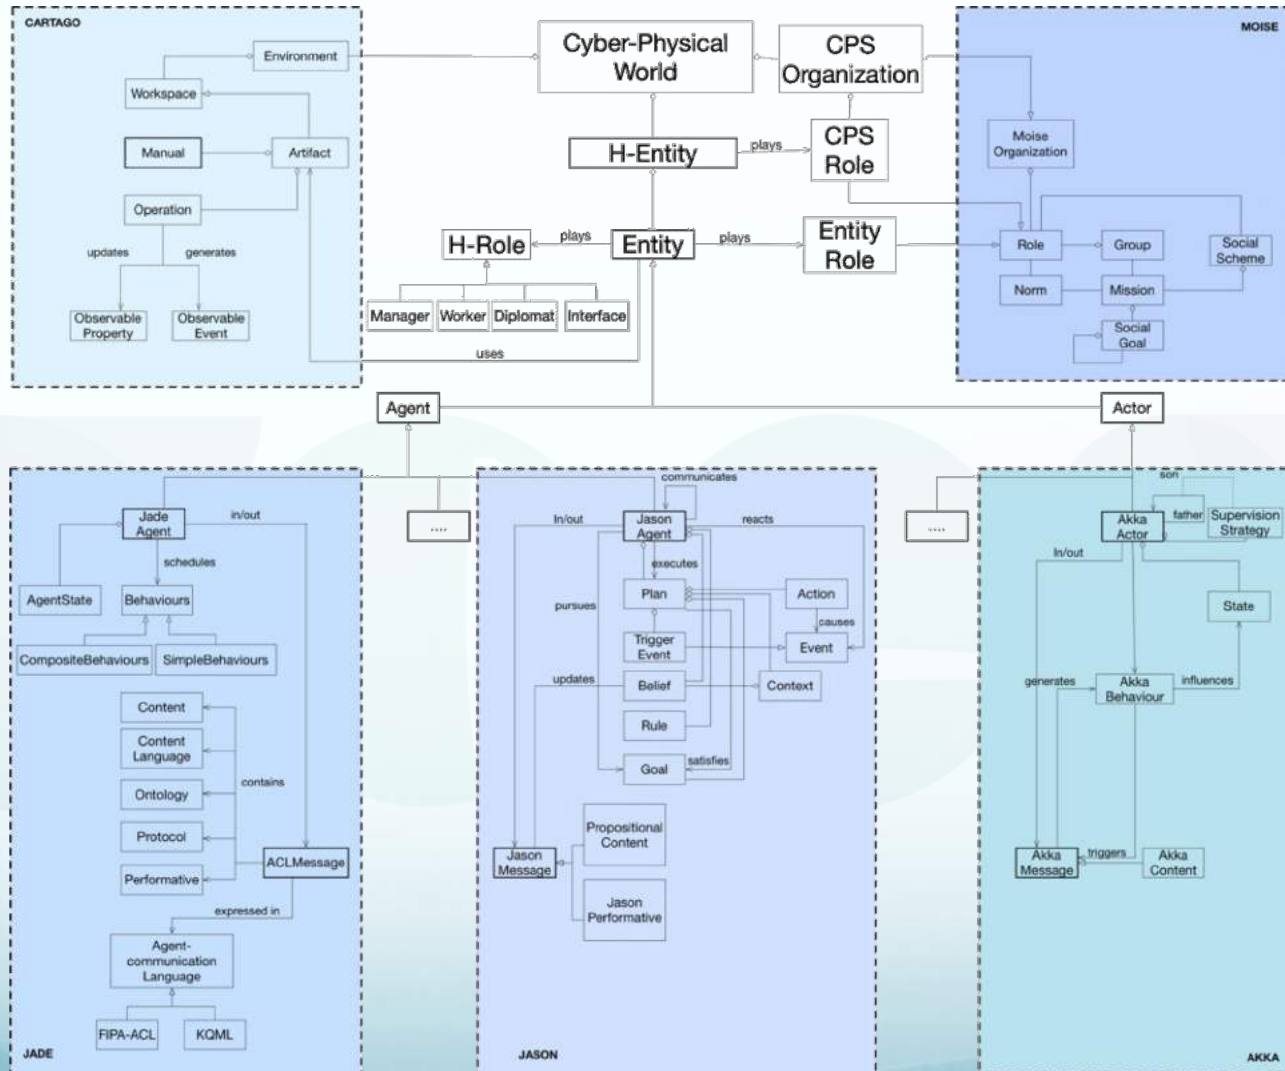 CARTAGO
Environment
Workspace
Manual
Artifact
Operation
updates
generates
Observable
Property
Observable
Event
Cyber-Physical
World
CPS
Organization
H-Entity
plays
CPS
Role
H-Role
plays
Entity
plays
Entity
Role
Manager
Worker
Diplomat
Interface
uses
MOISE
Moise
Organization
Role
Group
Social
Scheme
Norm
Mission
Social
Goal
Agent
Actor
....
....
Jade
Agent
in/out
schedules
AgentState
Behaviours
CompositeBehaviours
SimpleBehaviours
Content
Content
Language
Ontology
contains
Protocol
Performative
ACLMessage
expressed in
Agent-
communication
Language
FIPA-ACL
KQML
JADE
communicates
In/out
Jason
Agent
reacts
executes
Plan
Action
pursues
causes
Trigger
Event
Event
updates
Belief
Context
Rule
Goal
satisfies
Propositional
Content
Jason
Message
Jason
Performative
JASON
son
Akka
Actor
father
Supervision
Strategy
In/out
State
generates
Akka
Behaviour
influences
Akka
Message
triggers
Akka
Content
AKKA